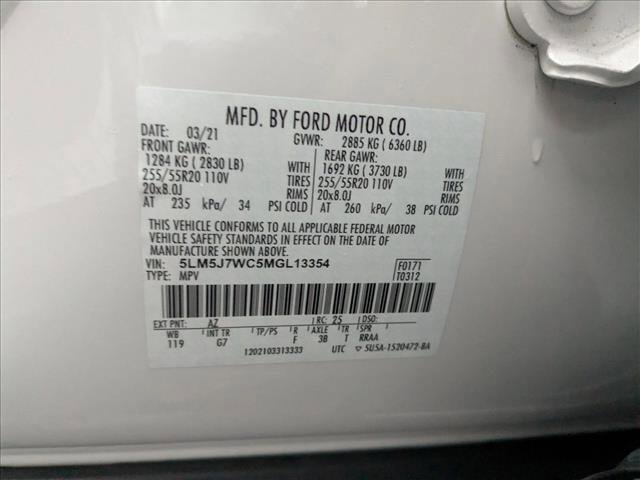 MFD. BY FORD MOTOR CO.
DATE: 03/21 GVWR: 2885 KG ( 6360 LB)
FRONT GAWR: REAR GAWR:
1284 KG ( 2830 LB) WITH 1692 KG ( 3730 LB) WITH
255/55R20 110V TIRES 255/55R20 110V TIRES
20x8.0J RIMS 20x8.0J RIMS
AT 235 kPa/ 34 PSI COLD AT 260 kPa/ 38 PSI COLD
THIS VEHICLE CONFORMS TO ALL APPLICABLE FEDERAL MOTOR
VEHICLE SAFETY STANDARDS IN EFFECT ON THE DATE OF
MANUFACTURE SHOWN ABOVE.
VIN: 5LM5J7WC5MGL13354 F0171
TYPE: MPV T0312
EXT PNT: AZ RC: 25 DSO:
WB INT TR TP/PS R AXLE TR SPR
119 G7 F 3B T RRAA
1202103313333 UTC ▽ 5U5A-1520472-BA